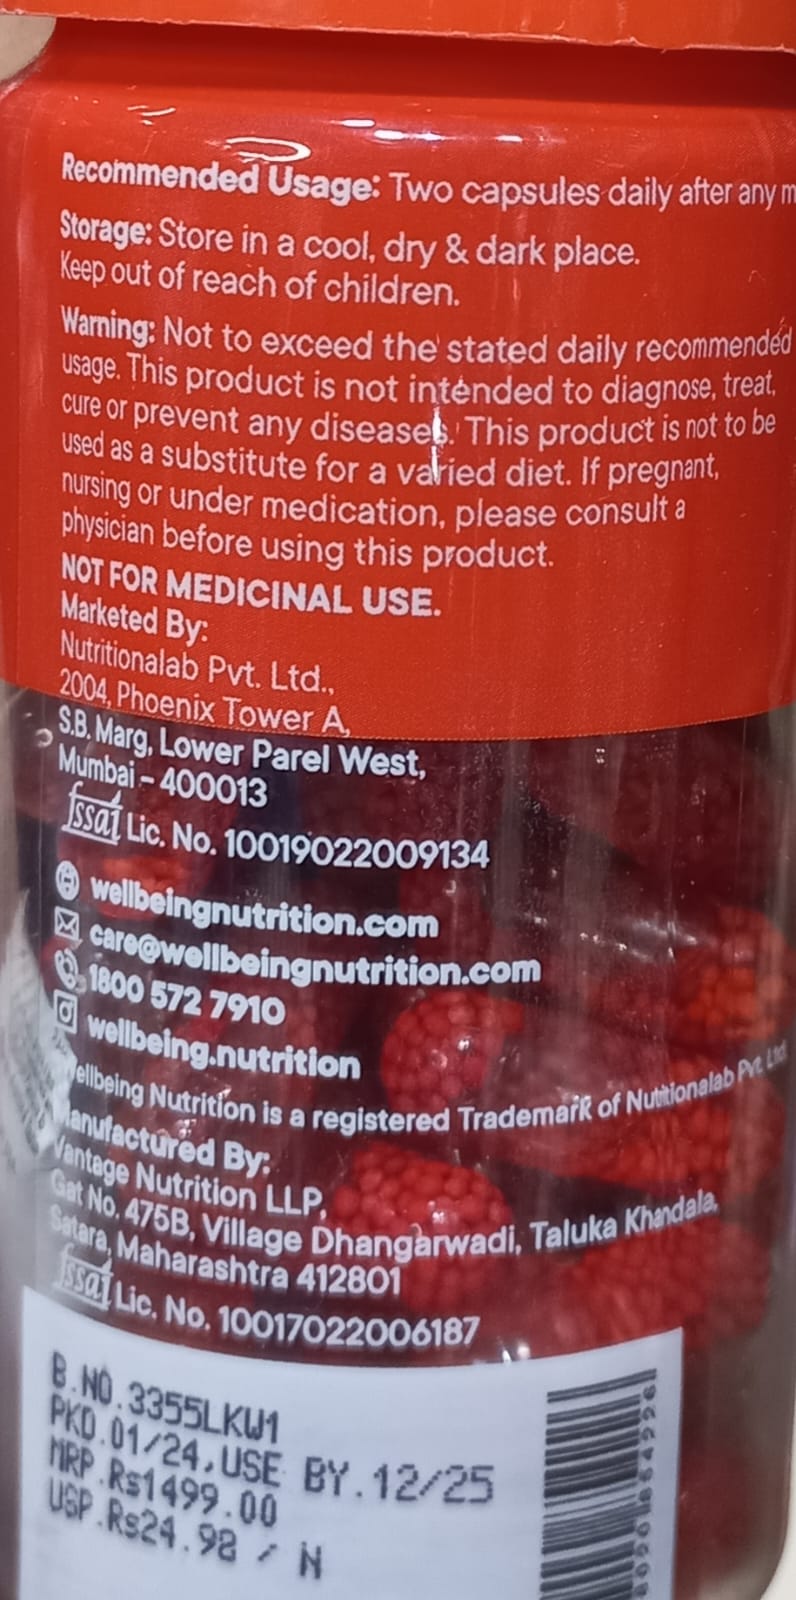 Recommended Usage: Two capsules daily after any
Storage: Store in a cool, dry & dark place.
Keep out of reach of children.
Warning: Not to exceed the stated daily recommended
usage. This product is not intended to diagnose, treat,
cure or prevent any diseases. This product is not to be
used as a substitute for a varied diet. If pregnant,
nursing or under medication, please consult a
physician before using this product.
NOT FOR MEDICINAL USE.
Marketed By:
Nutritionalab Pvt. Ltd.,
2004, Phoenix Tower A,
S.B. Marg, Lower Parel West,
Mumbai – 400013
fssai Lic. No. 10019022009134
wellbeingnutrition.com
care@wellbeingnutrition.com
1800 572 7910
wellbeing.nutrition
ellbeing Nutrition is a registered Trademark of Nutitionalab Pvt. Ltd
anufactured By:
Vantage Nutrition LLP,
Gat No. 475B, Village Dhangarwadi, Taluka Khandala,
Satara, Maharashtra 412801
fssai Lic. No. 10017022006187
B.NO.3355LKW1
PKD.01/24,USE BY.12/25
MRP.Rs1499.00
USP.Rs24.98 / N